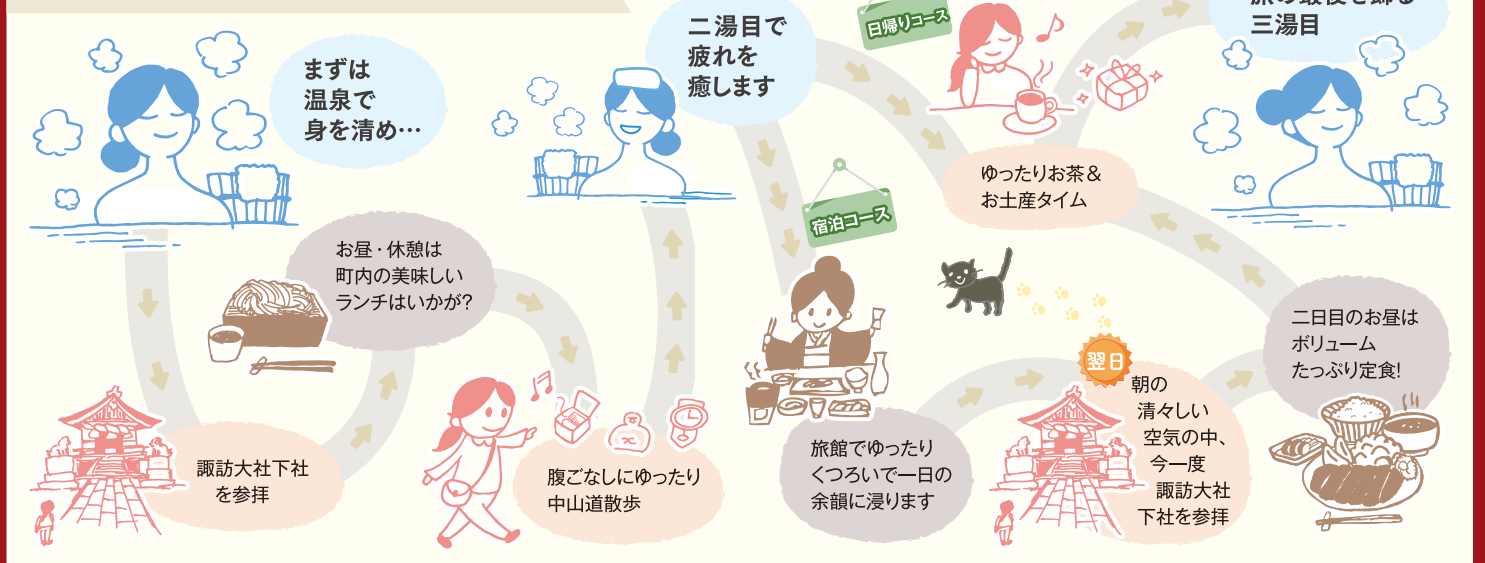 まずは
温泉で
身を清め…
諏訪大社下社
を参拝
お昼・休憩は
町内の美味しい
ランチはいかが?
腹ごなしにゆったり
中山道散歩
二湯目で
疲れを
癒します
日帰りコース
ゆったりお茶&
お土産タイム
宿泊コース
旅館でゆったり
くつろいで一日の
余韻に浸ります
翌日
朝の
清々しい
空気の中、
今一度
諏訪大社
下社を参拝
二日目のお昼は
ボリューム
たっぷり定食!
三湯目